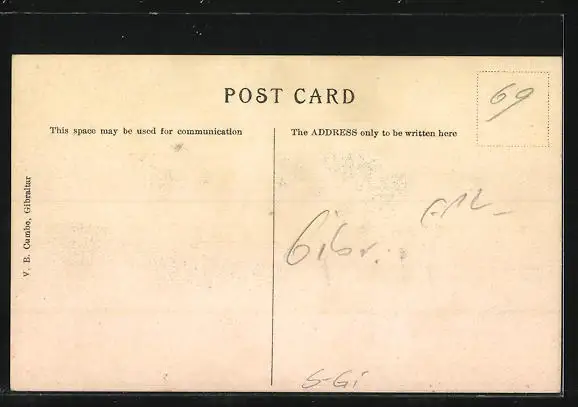 POST CARD
69
This space may be used for communication
The ADDRESS only to be written here
V. B. Cumbo, Gibraltar
Gibr.
S-Gi